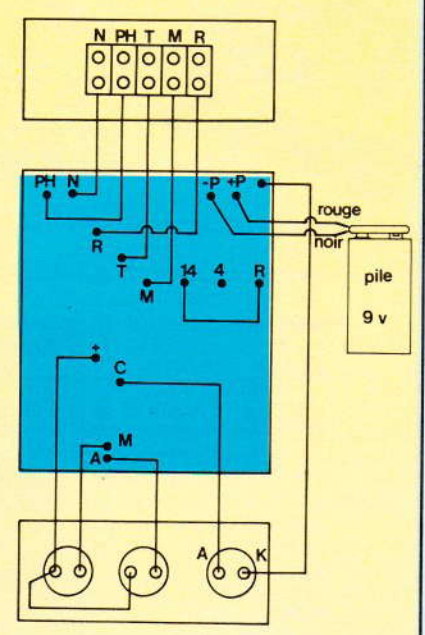 N PH T M R
PH N -P +P
rouge
R
noir
T
14 4 R
M
pile
9 v
+
C
M
A
A K